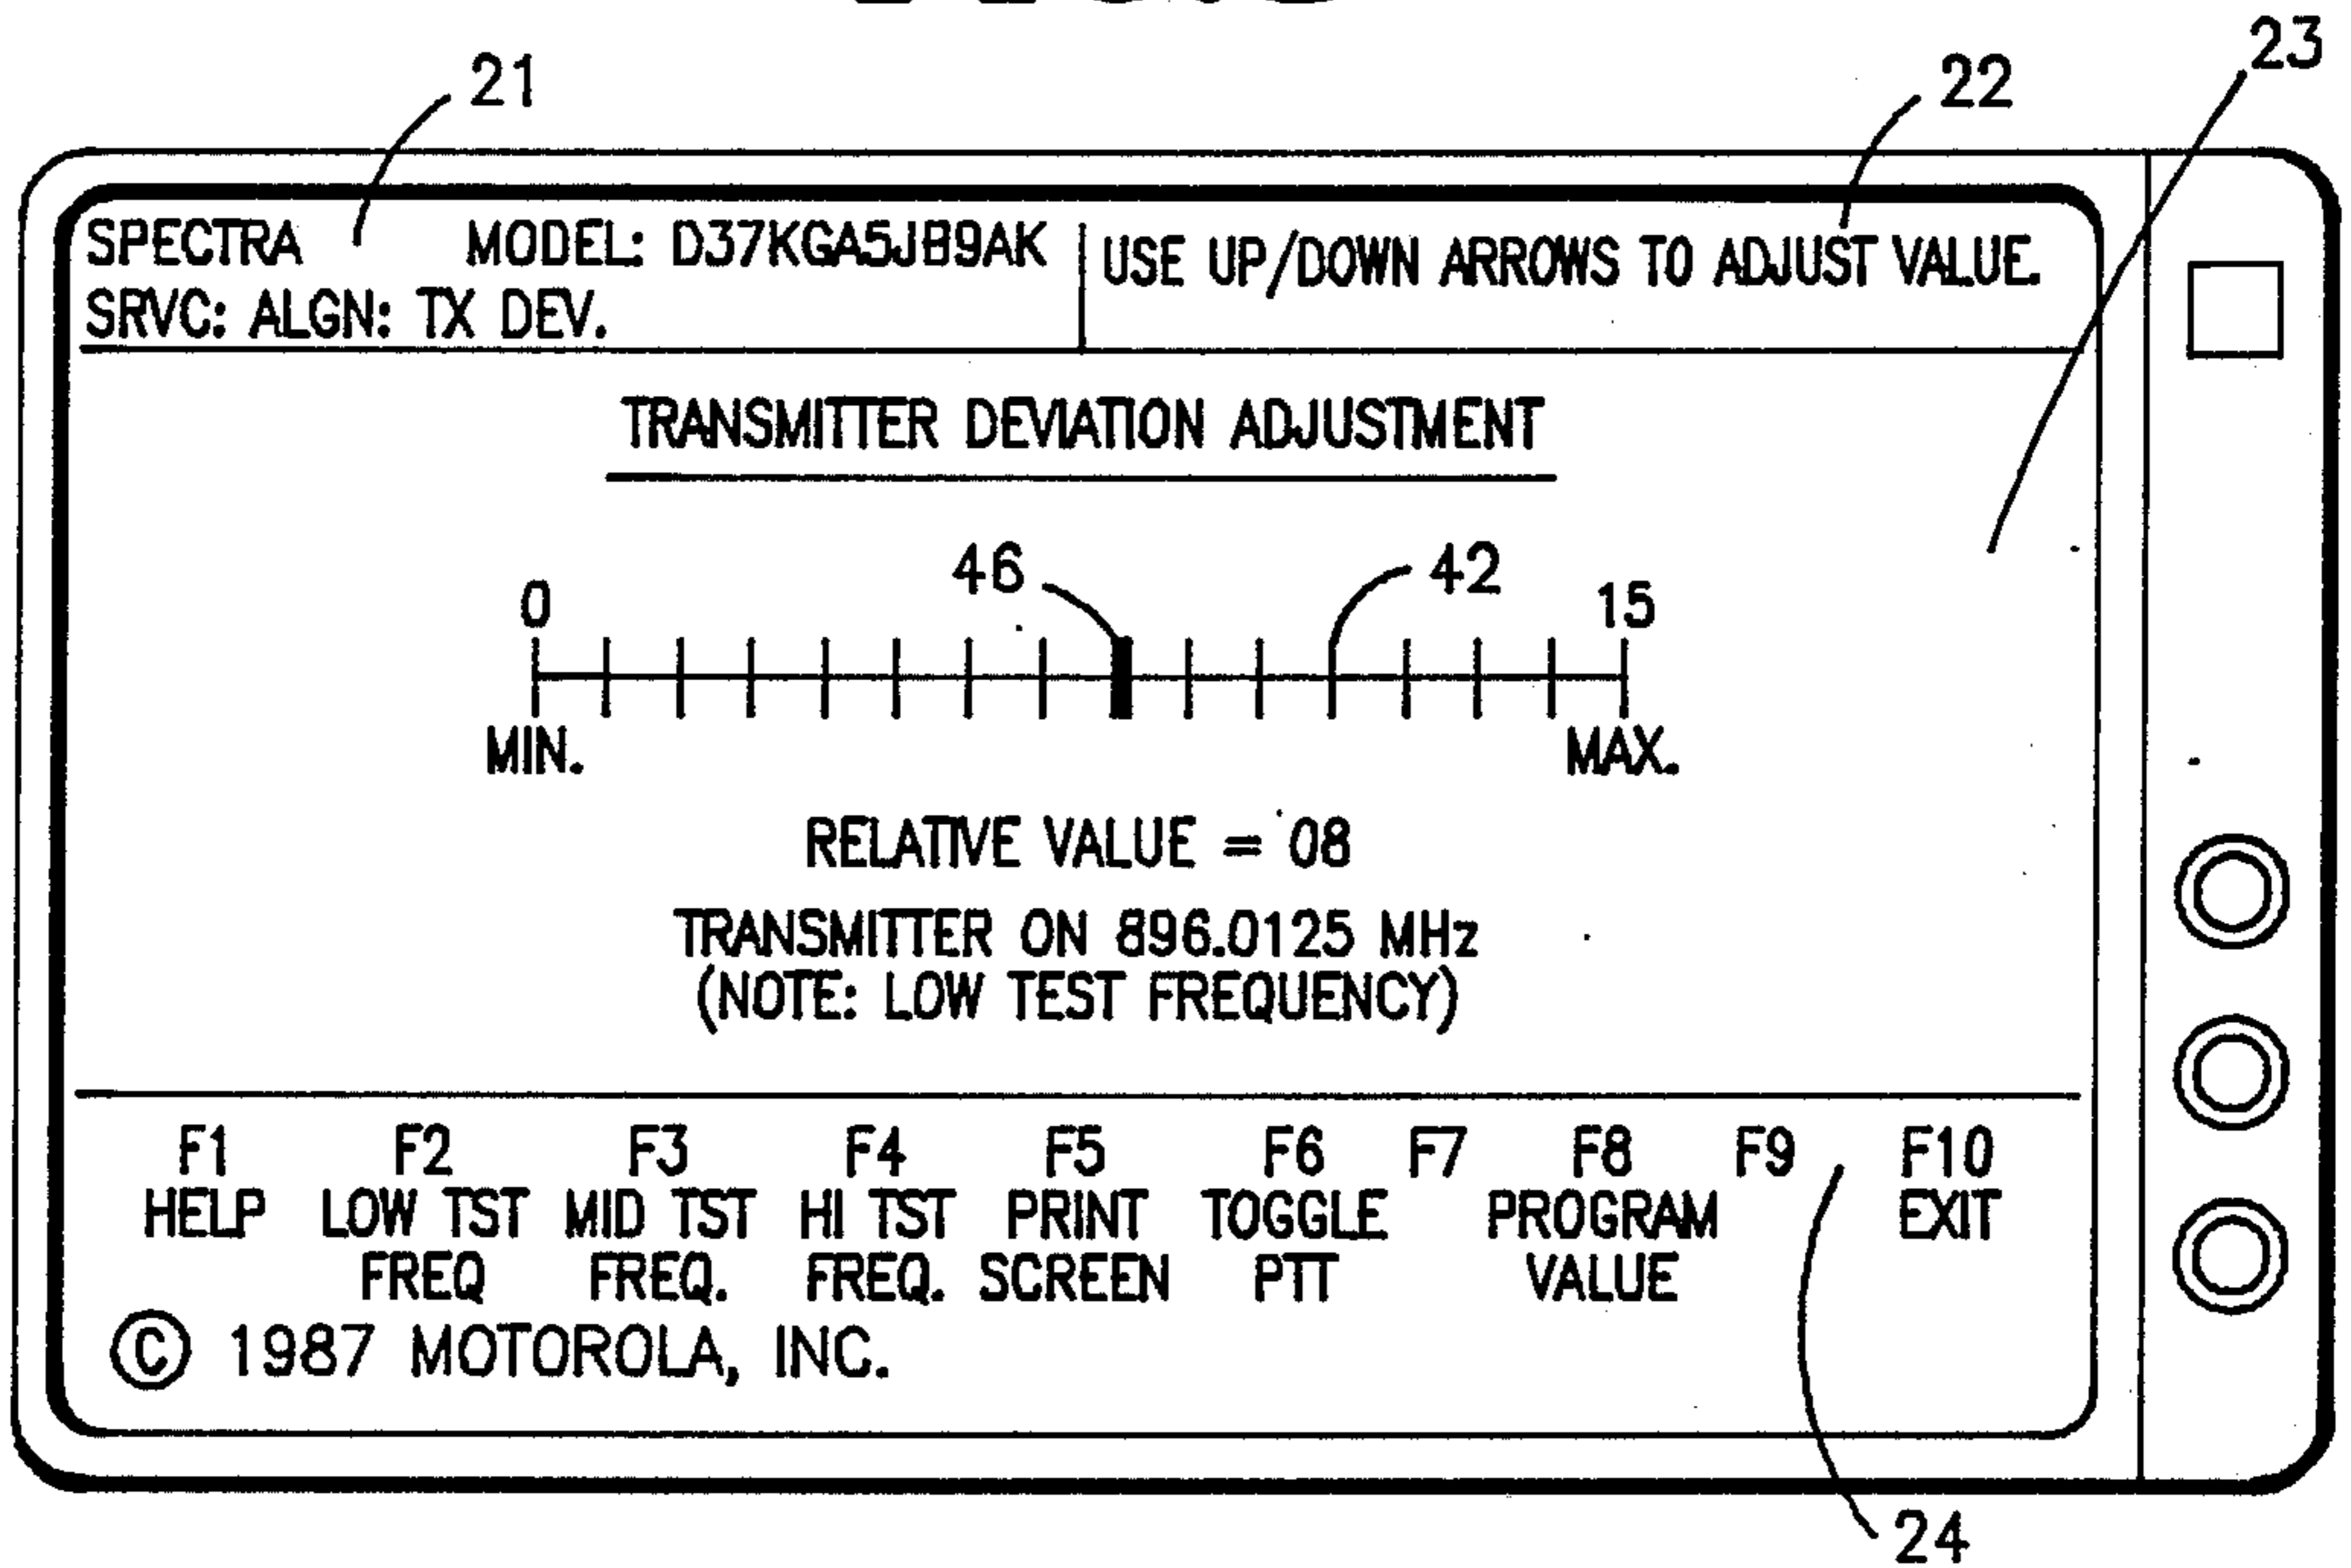 21
22
23
SPECTRA MODEL: D37KGA5JB9AK
SRVC: ALGN: TX DEV.
USE UP/DOWN ARROWS TO ADJUST VALUE.
TRANSMITTER DEVIATION ADJUSTMENT
46
42
0
15
MIN.
MAX.
RELATIVE VALUE = 08
TRANSMITTER ON 896.0125 MHz
(NOTE: LOW TEST FREQUENCY)
F1 F2 F3 F4 F5 F6 F7 F8 F9 F10
HELP LOW TST MID TST HI TST PRINT TOGGLE PROGRAM EXIT
FREQ FREQ. FREQ. SCREEN PTT VALUE
© 1987 MOTOROLA, INC.
24